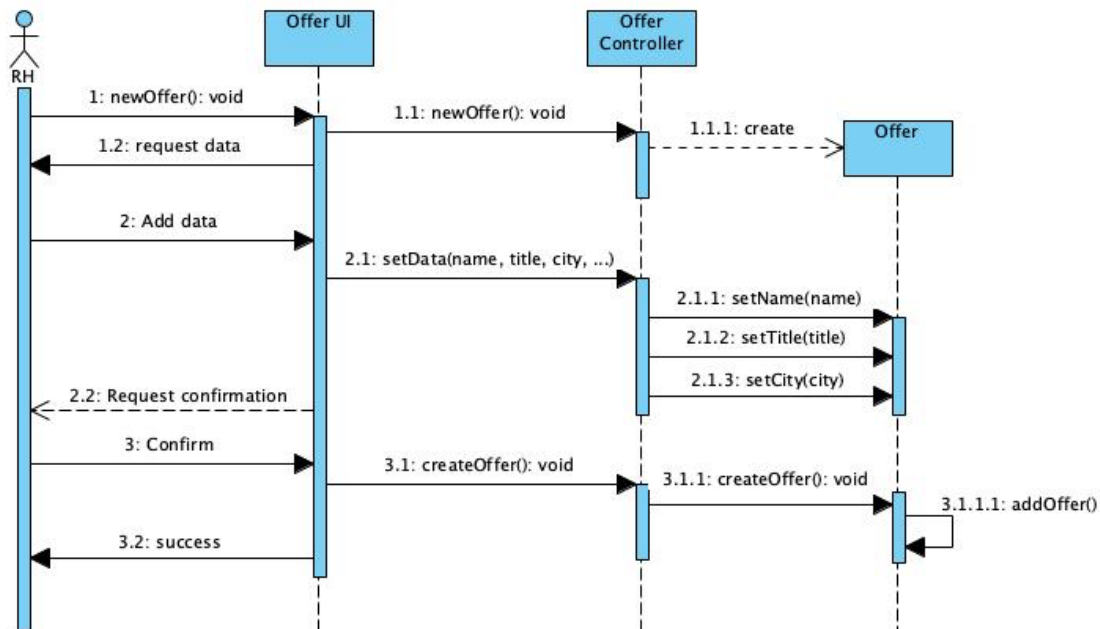 Offer UI
Offer
Controller
RH
1: newOffer(): void
1.1: newOffer(): void
1.1.1: create
Offer
1.2: request data
2: Add data
2.1: setData(name, title, city, ...)
2.1.1: setName(name)
2.1.2: setTitle(title)
2.1.3: setCity(city)
2.2: Request confirmation
3: Confirm
3.1: createOffer(): void
3.1.1: createOffer(): void
3.1.1.1: addOffer()
3.2: success